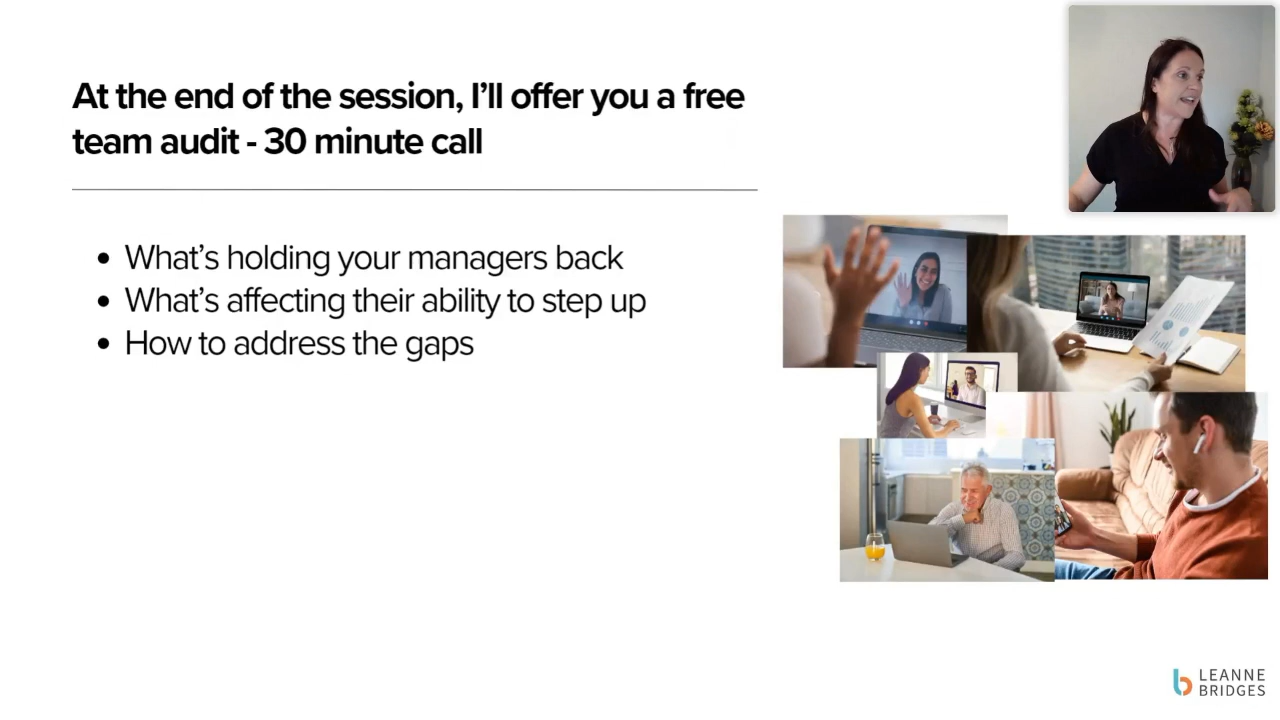 At the end of the session, I’ll offer you a free
team audit - 30 minute call
• What’s holding your managers back
• What’s affecting their ability to step up
• How to address the gaps
LEANNE
BRIDGES